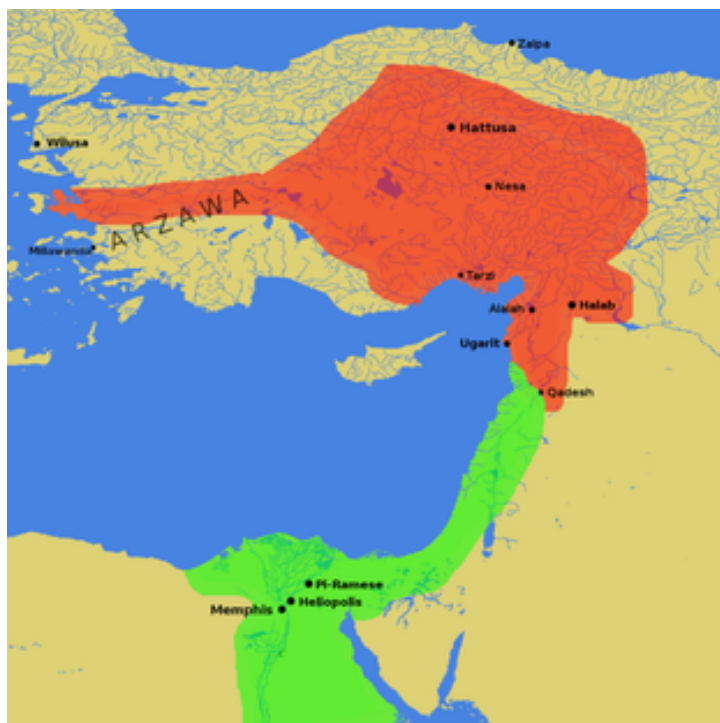 Zalpa
Hattusa
Wilusa
Nesa
ARZAWA
Millawanda
Tarzi
Alalah
Halab
Ugarit
Qadesh
Pi-Ramese
Heliopolis
Memphis